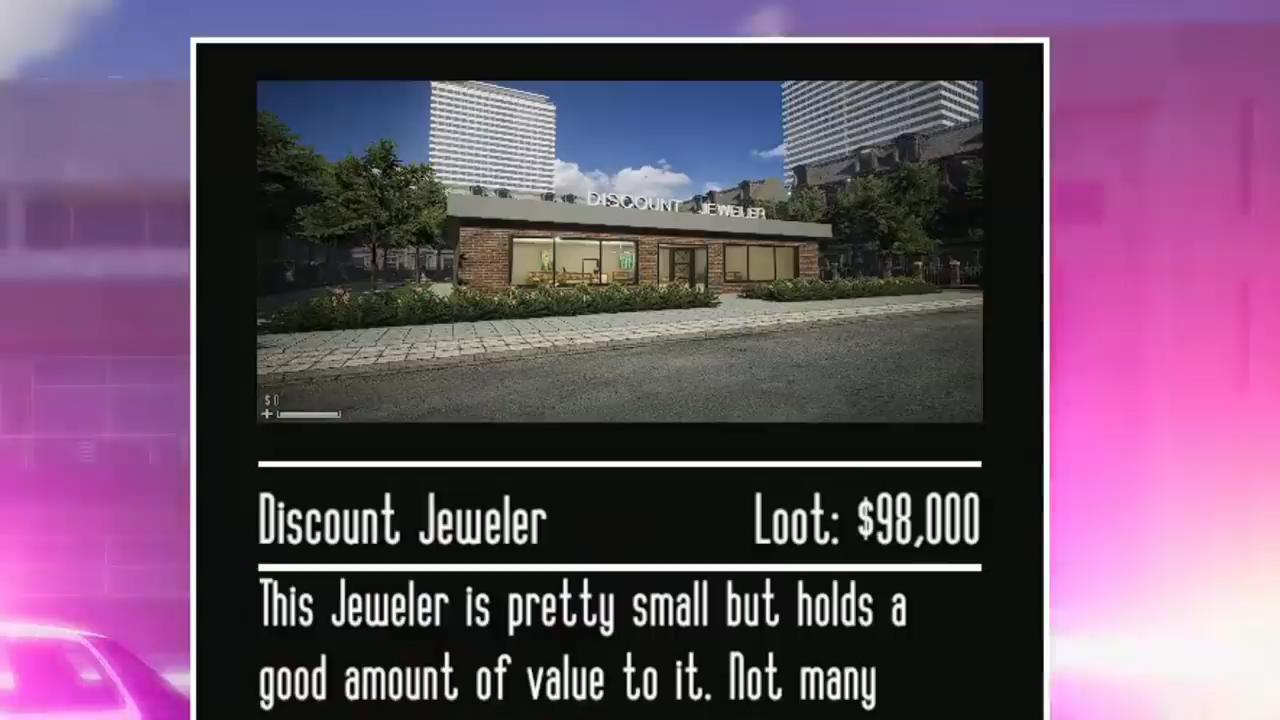 DISCOUNT JEWELER
$ 0
Discount Jeweler
Loot: $98,000
This Jeweler is pretty small but holds a
good amount of value to it. Not many